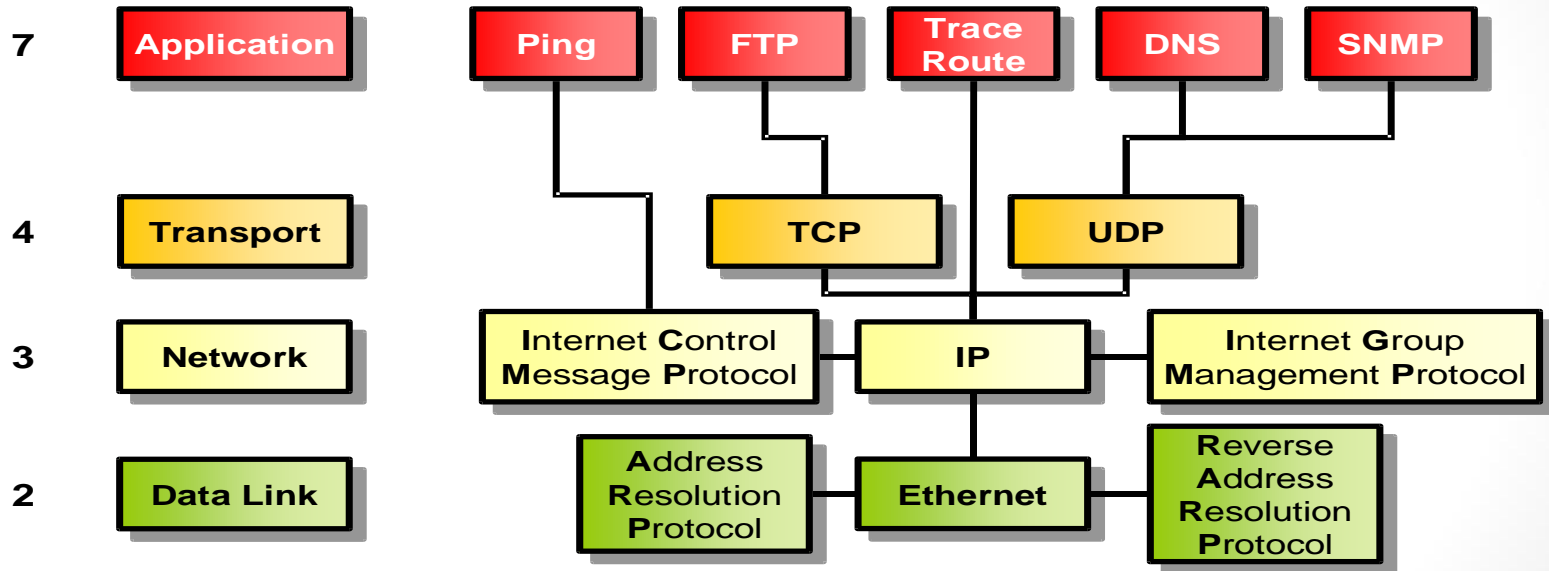 7 Application Ping FTP Trace Route DNS SNMP
4 Transport TCP UDP
3 Network
Internet Control
Message Protocol
IP
Internet Group
Management Protocol
2 Data Link
Address
Resolution
Protocol
Ethernet
Reverse
Address
Resolution
Protocol